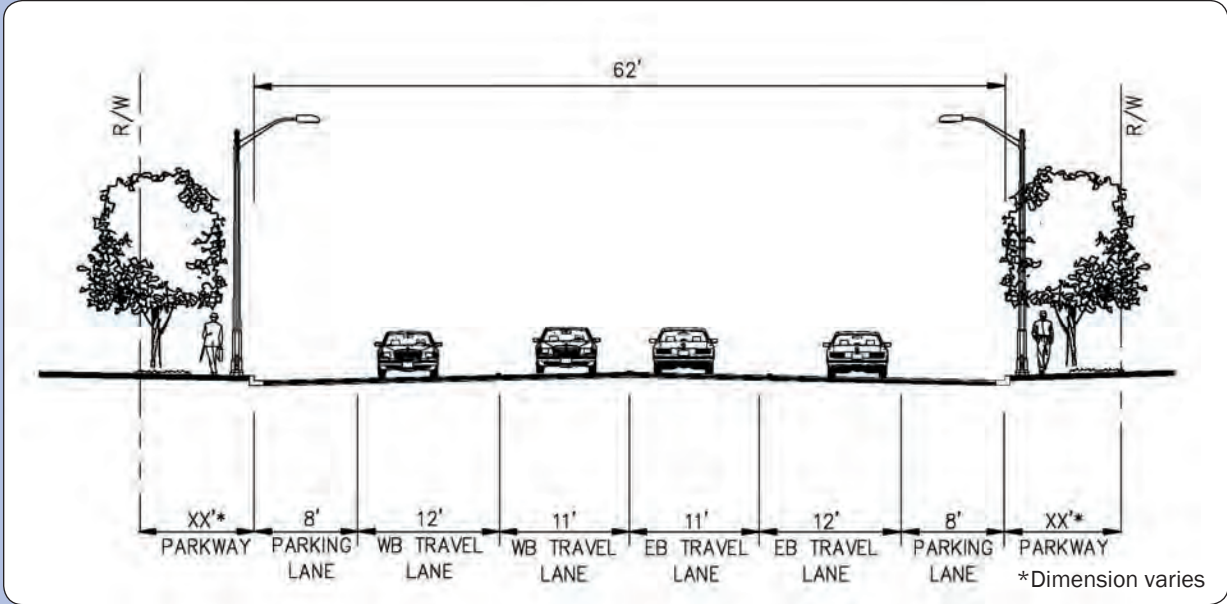 62'
R/W
R/W
XX'*
PARKWAY
8'
PARKING
LANE
12'
WB TRAVEL
LANE
11'
WB TRAVEL
LANE
11'
EB TRAVEL
LANE
12'
EB TRAVEL
LANE
8'
PARKING
LANE
XX'*
PARKWAY
*Dimension varies